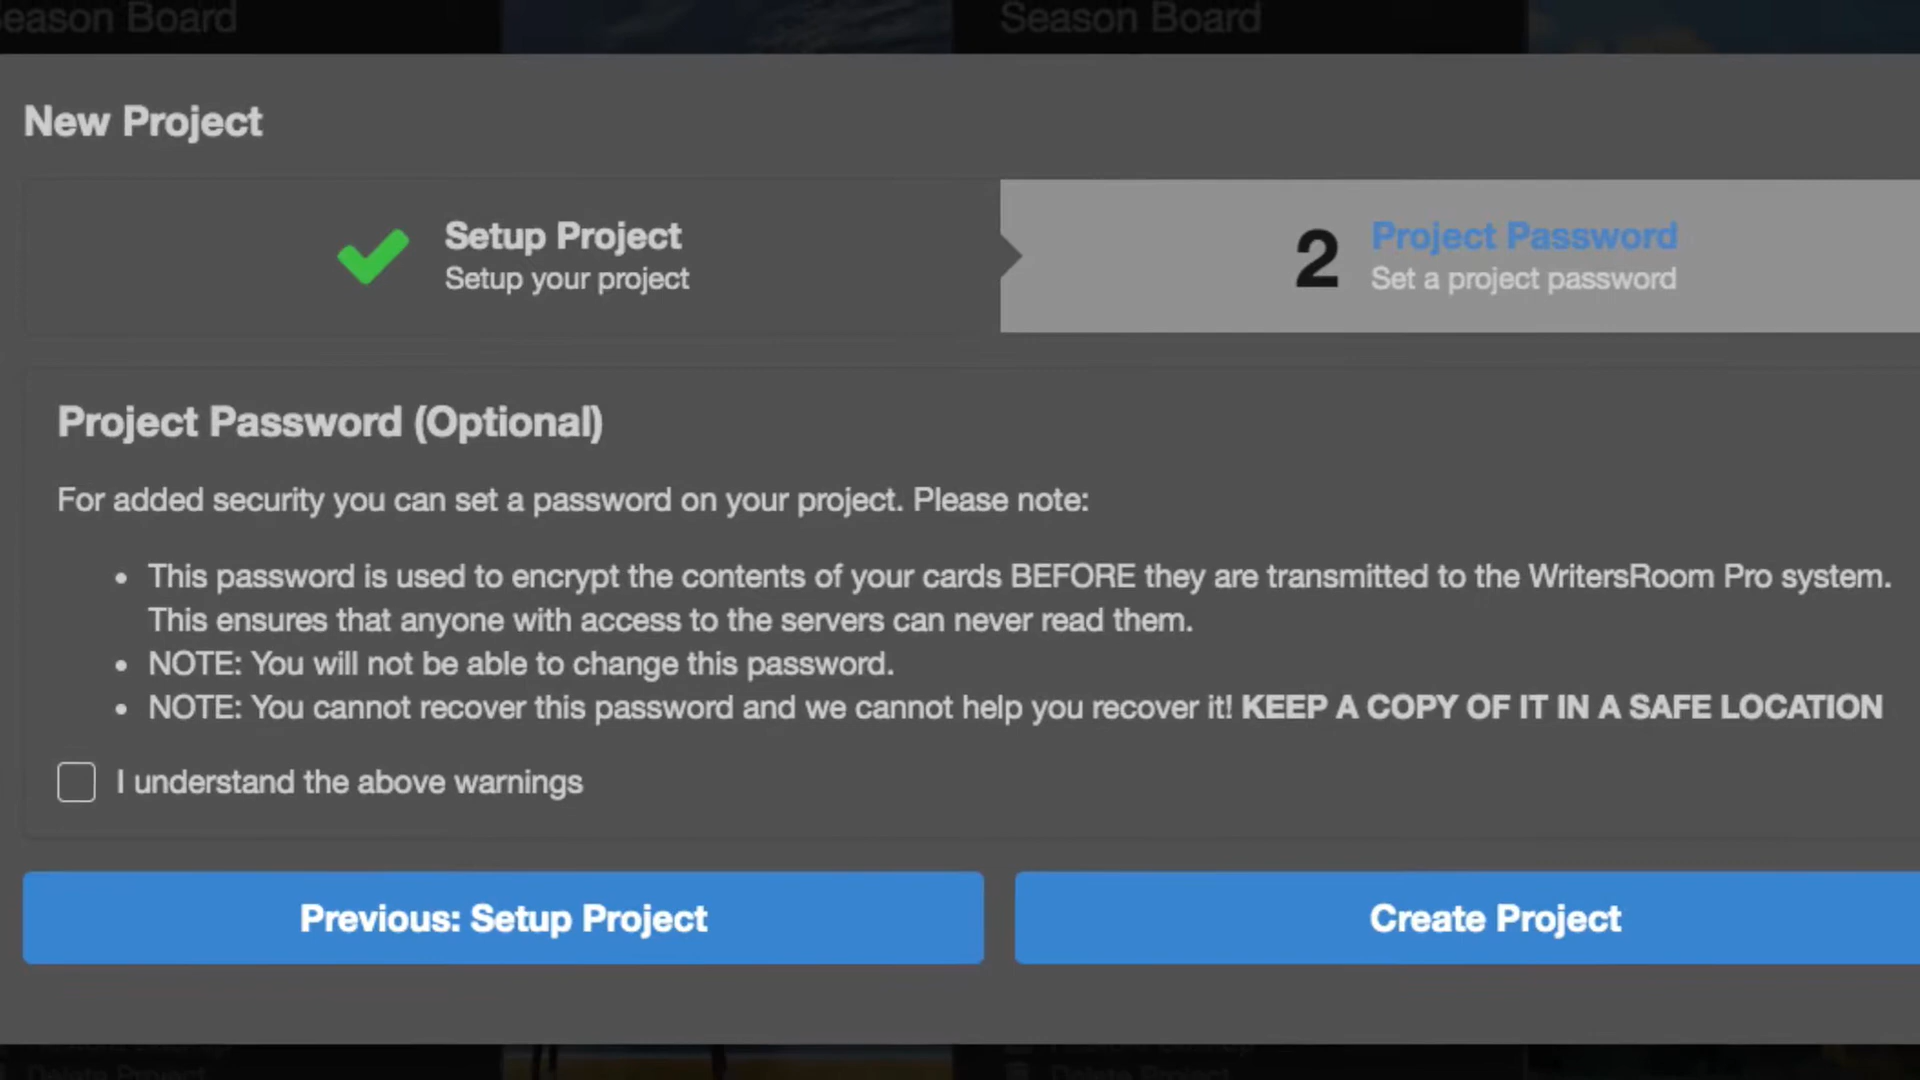 Season Board
Season Board
New Project
Setup Project
Setup your project
2
Project Password
Set a project password
Project Password (Optional)
For added security you can set a password on your project. Please note:
• This password is used to encrypt the contents of your cards BEFORE they are transmitted to the WritersRoom Pro system.
This ensures that anyone with access to the servers can never read them.
• NOTE: You will not be able to change this password.
• NOTE: You cannot recover this password and we cannot help you recover it! KEEP A COPY OF IT IN A SAFE LOCATION
I understand the above warnings
Previous: Setup Project
Create Project
Delete Project
Delete Project